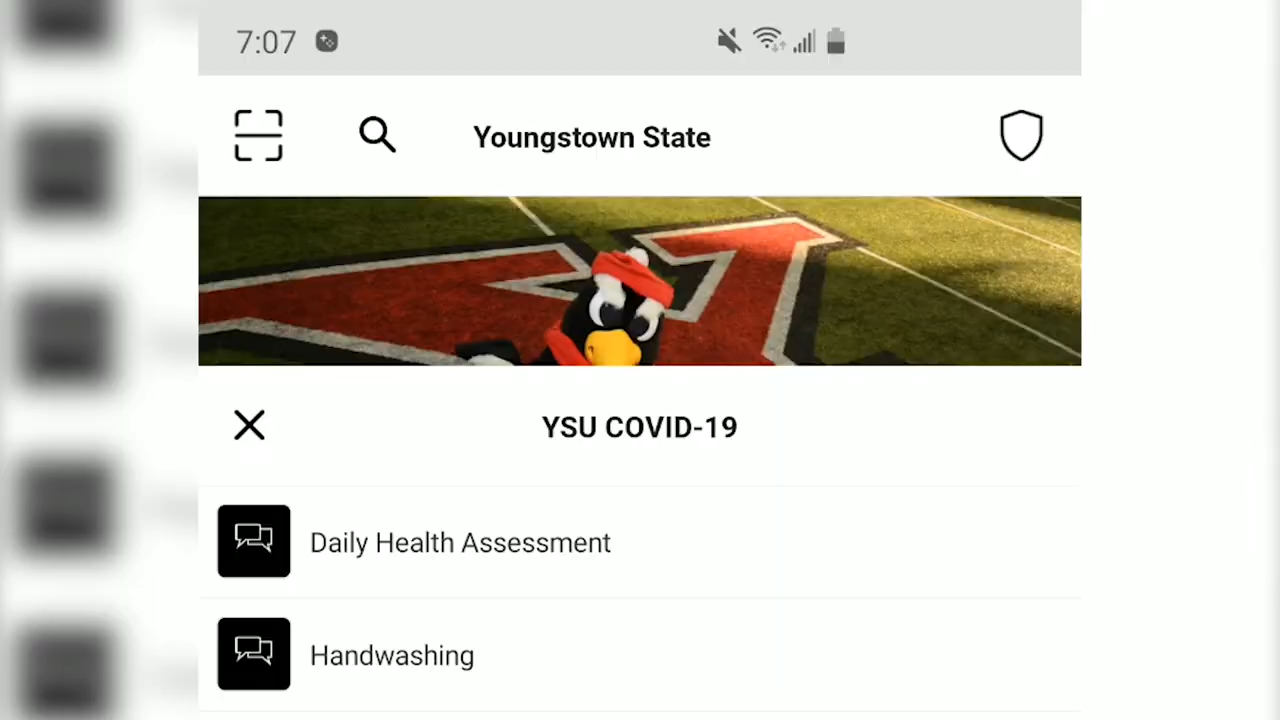 7:07
Youngstown State
YSU COVID-19
Daily Health Assessment
Handwashing